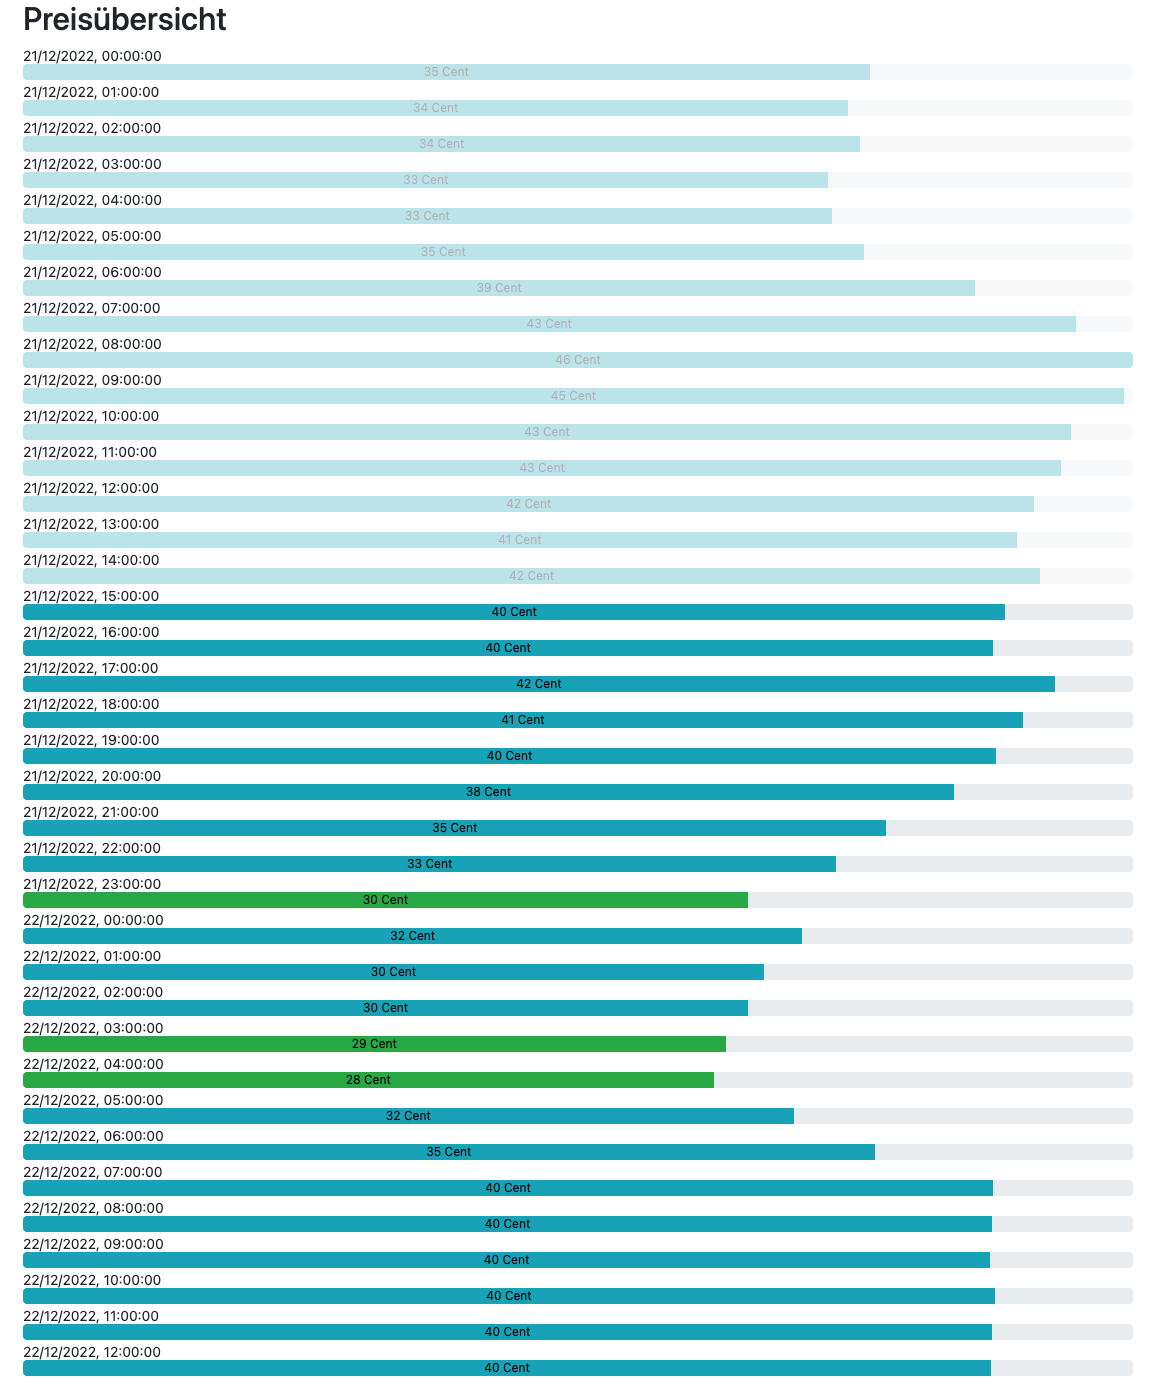 Preisübersicht
21/12/2022, 00:00:00
35 Cent
21/12/2022, 01:00:00
34 Cent
21/12/2022, 02:00:00
34 Cent
21/12/2022, 03:00:00
33 Cent
21/12/2022, 04:00:00
33 Cent
21/12/2022, 05:00:00
35 Cent
21/12/2022, 06:00:00
39 Cent
21/12/2022, 07:00:00
43 Cent
21/12/2022, 08:00:00
46 Cent
21/12/2022, 09:00:00
45 Cent
21/12/2022, 10:00:00
43 Cent
21/12/2022, 11:00:00
43 Cent
21/12/2022, 12:00:00
42 Cent
21/12/2022, 13:00:00
41 Cent
21/12/2022, 14:00:00
42 Cent
21/12/2022, 15:00:00
40 Cent
21/12/2022, 16:00:00
40 Cent
21/12/2022, 17:00:00
42 Cent
21/12/2022, 18:00:00
41 Cent
21/12/2022, 19:00:00
40 Cent
21/12/2022, 20:00:00
38 Cent
21/12/2022, 21:00:00
35 Cent
21/12/2022, 22:00:00
33 Cent
21/12/2022, 23:00:00
30 Cent
22/12/2022, 00:00:00
32 Cent
22/12/2022, 01:00:00
30 Cent
22/12/2022, 02:00:00
30 Cent
22/12/2022, 03:00:00
29 Cent
22/12/2022, 04:00:00
28 Cent
22/12/2022, 05:00:00
32 Cent
22/12/2022, 06:00:00
35 Cent
22/12/2022, 07:00:00
40 Cent
22/12/2022, 08:00:00
40 Cent
22/12/2022, 09:00:00
40 Cent
22/12/2022, 10:00:00
40 Cent
22/12/2022, 11:00:00
40 Cent
22/12/2022, 12:00:00
40 Cent